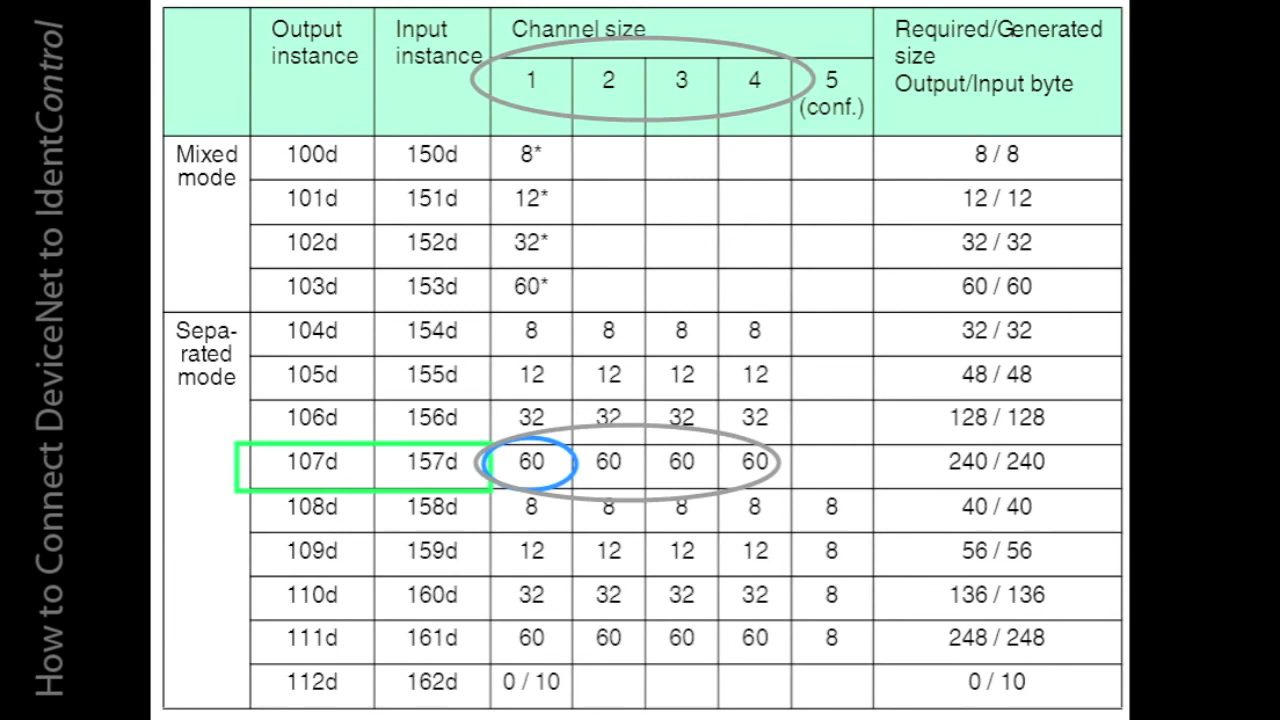 How to Connect DeviceNet to IdentControl
Output instance | Input instance | Channel size | Required/Generated size Output/Input byte
1 | 2 | 3 | 4 | 5 (conf.)
Mixed mode | 100d | 150d | 8* | 8 / 8
101d | 151d | 12* | 12 / 12
102d | 152d | 32* | 32 / 32
103d | 153d | 60* | 60 / 60
Sepa-rated mode | 104d | 154d | 8 | 8 | 8 | 8 | 32 / 32
105d | 155d | 12 | 12 | 12 | 12 | 48 / 48
106d | 156d | 32 | 32 | 32 | 32 | 128 / 128
107d | 157d | 60 | 60 | 60 | 60 | 240 / 240
108d | 158d | 8 | 8 | 8 | 8 | 8 | 40 / 40
109d | 159d | 12 | 12 | 12 | 12 | 8 | 56 / 56
110d | 160d | 32 | 32 | 32 | 32 | 8 | 136 / 136
111d | 161d | 60 | 60 | 60 | 60 | 8 | 248 / 248
112d | 162d | 0 / 10 | 0 / 10